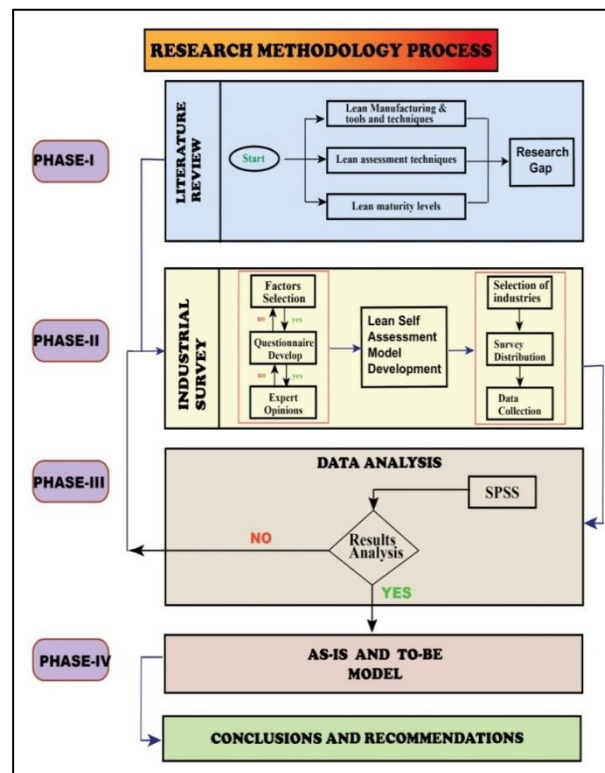 RESEARCH METHODOLOGY PROCESS
PHASE-I
LITERATURE
REVIEW
Start
Lean Manufacturing &
tools and techniques
Lean assessment techniques
Lean maturity levels
Research
Gap
PHASE-II
INDUSTRIAL
SURVEY
Factors
Selection
NO
yes
Questionnaire
Develop
NO
yes
Expert
Opinions
Lean Self
Assessment
Model
Development
Selection of
industries
Survey
Distribution
Data
Collection
PHASE-III
DATA ANALYSIS
SPSS
Results
Analysis
NO
YES
PHASE-IV
AS-IS AND TO-BE
MODEL
CONCLUSIONS AND RECOMMENDATIONS